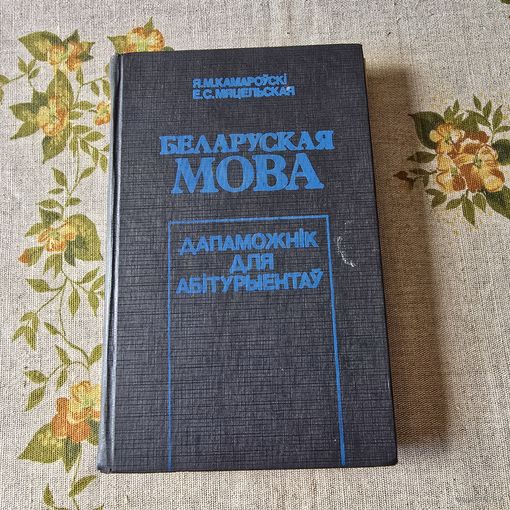 Я.М.КАМАРОЎСКІ
Е.С.МЯЦЕЛЬСКАЯ
БЕЛАРУСКАЯ
МОВА
ДАПАМОЖНІК
ДЛЯ
АБІТУРЫЕНТАЎ